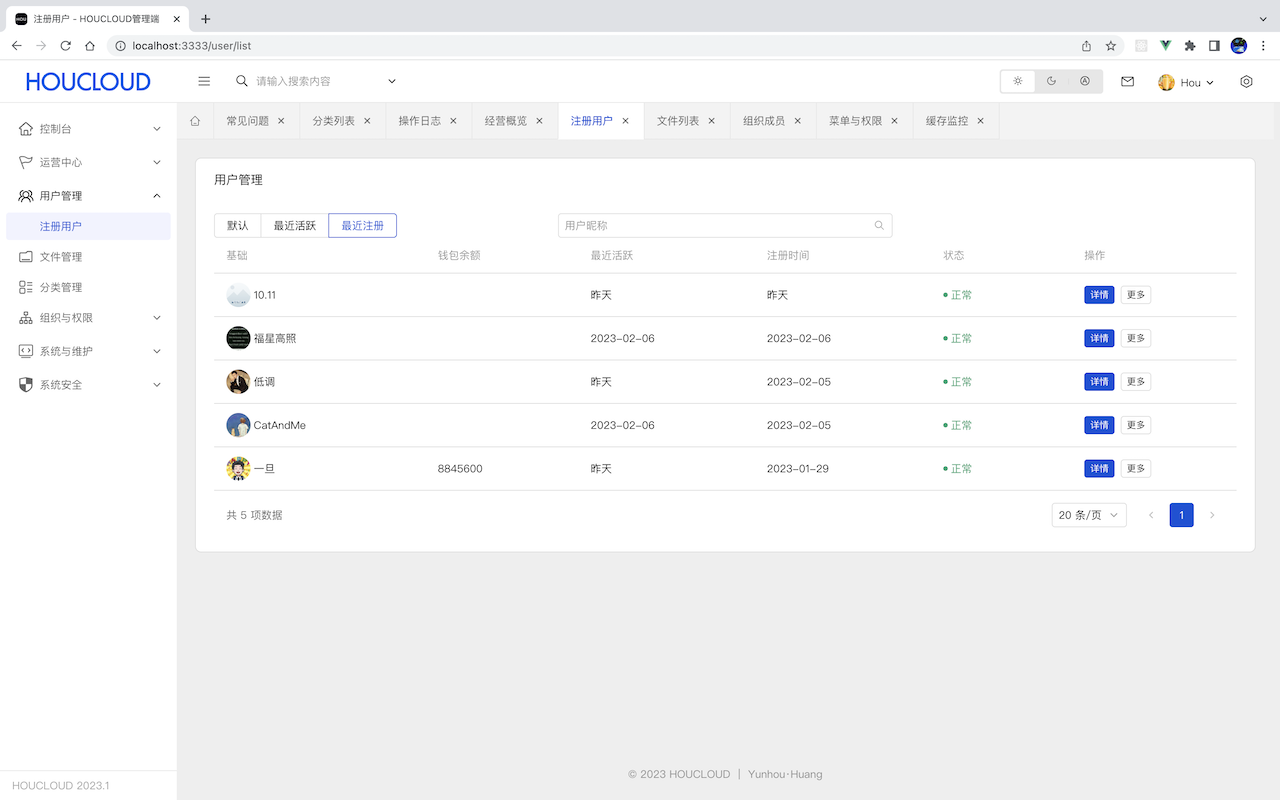 注册用户 - HOUCLOUD管理端
localhost:3333/user/list
HOUCLOUD
请输入搜索内容
Hou
控制台
运营中心
用户管理
注册用户
文件管理
分类管理
组织与权限
系统与维护
系统安全
HOUCLOUD 2023.1
常见问题 分类列表 操作日志 经营概览 注册用户 文件列表 组织成员 菜单与权限 缓存监控
用户管理
默认 最近活跃 最近注册 用户昵称
基础 钱包余额 最近活跃 注册时间 状态 操作
10.11 昨天 昨天 正常 详情 更多
福星高照 2023-02-06 2023-02-06 正常 详情 更多
低调 昨天 2023-02-05 正常 详情 更多
CatAndMe 2023-02-06 2023-02-05 正常 详情 更多
一旦 8845600 昨天 2023-01-29 正常 详情 更多
共 5 项数据 20 条/页 1
© 2023 HOUCLOUD | Yunhou·Huang